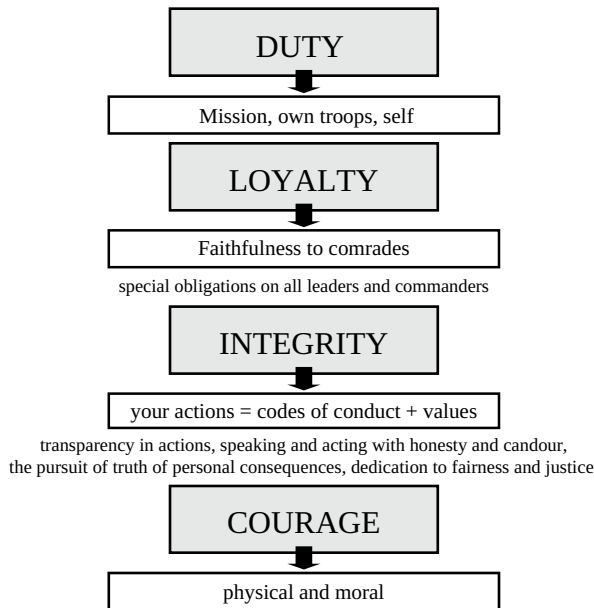 DUTY
Mission, own troops, self
LOYALTY
Faithfulness to comrades
special obligations on all leaders and commanders
INTEGRITY
your actions = codes of conduct + values
transparency in actions, speaking and acting with honesty and candour,
the pursuit of truth of personal consequences, dedication to fairness and justice
COURAGE
physical and moral